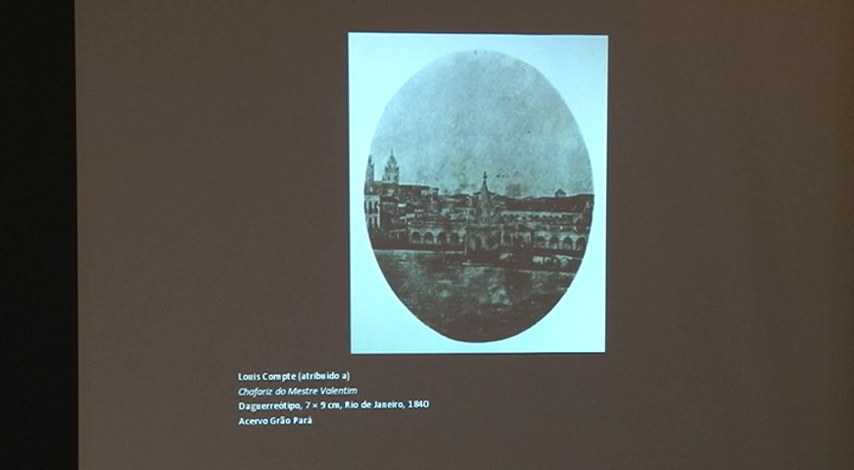 Louis Compte (atribuído a)
Chafariz do Mestre Valentim
Daguerreótipo, 7 × 9 cm, Rio de Janeiro, 1840
Acervo Grão Pará